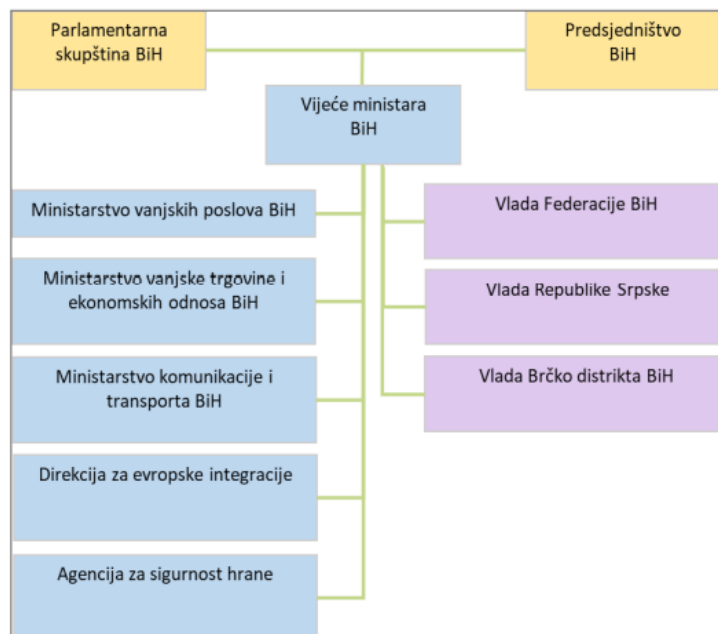 Parlamentarna
skupština BiH
Predsjedništvo
BiH
Vijeće ministara
BiH
Ministarstvo vanjskih poslova BiH
Ministarstvo vanjske trgovine i
ekonomskih odnosa BiH
Ministarstvo komunikacije i
transporta BiH
Direkcija za evropske integracije
Agencija za sigurnost hrane
Vlada Federacije BiH
Vlada Republike Srpske
Vlada Brčko distrikta BiH